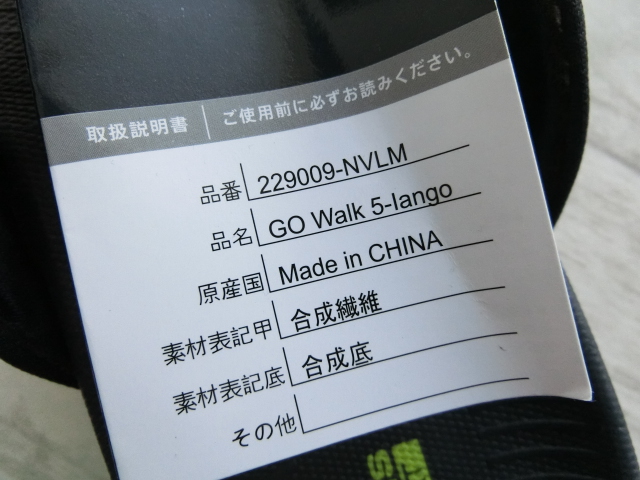 取扱説明書 ご使用前に必ずお読みください。
品番 229009-NVLM
品名 GO Walk 5-Iango
原産国 Made in CHINA
素材表記甲 合成繊維
素材表記底 合成底
その他